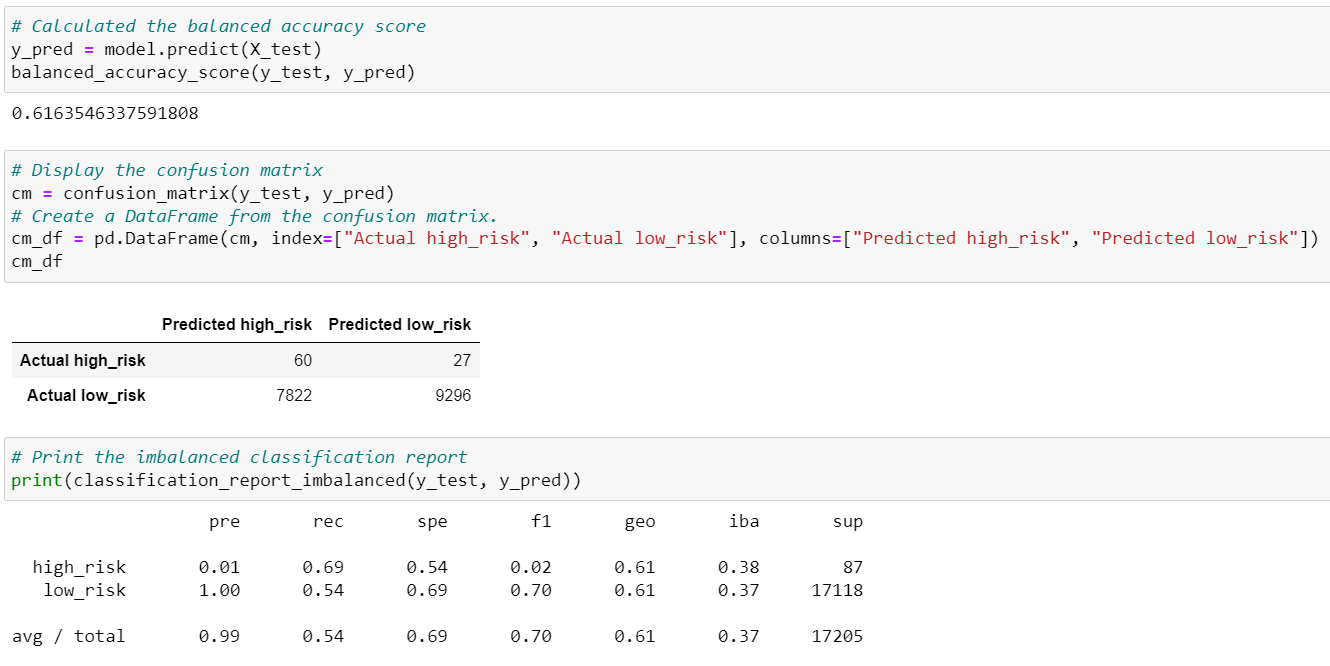 # Calculated the balanced accuracy score
y_pred = model.predict(X_test)
balanced_accuracy_score(y_test, y_pred)
0.6163546337591808
# Display the confusion matrix
cm = confusion_matrix(y_test, y_pred)
# Create a DataFrame from the confusion matrix.
cm_df = pd.DataFrame(cm, index=["Actual high_risk", "Actual low_risk"], columns=["Predicted high_risk", "Predicted low_risk"])
cm_df
Predicted high_risk Predicted low_risk
Actual high_risk 60 27
Actual low_risk 7822 9296
# Print the imbalanced classification report
print(classification_report_imbalanced(y_test, y_pred))
pre rec spe f1 geo iba sup
high_risk 0.01 0.69 0.54 0.02 0.61 0.38 87
low_risk 1.00 0.54 0.69 0.70 0.61 0.37 17118
avg / total 0.99 0.54 0.69 0.70 0.61 0.37 17205